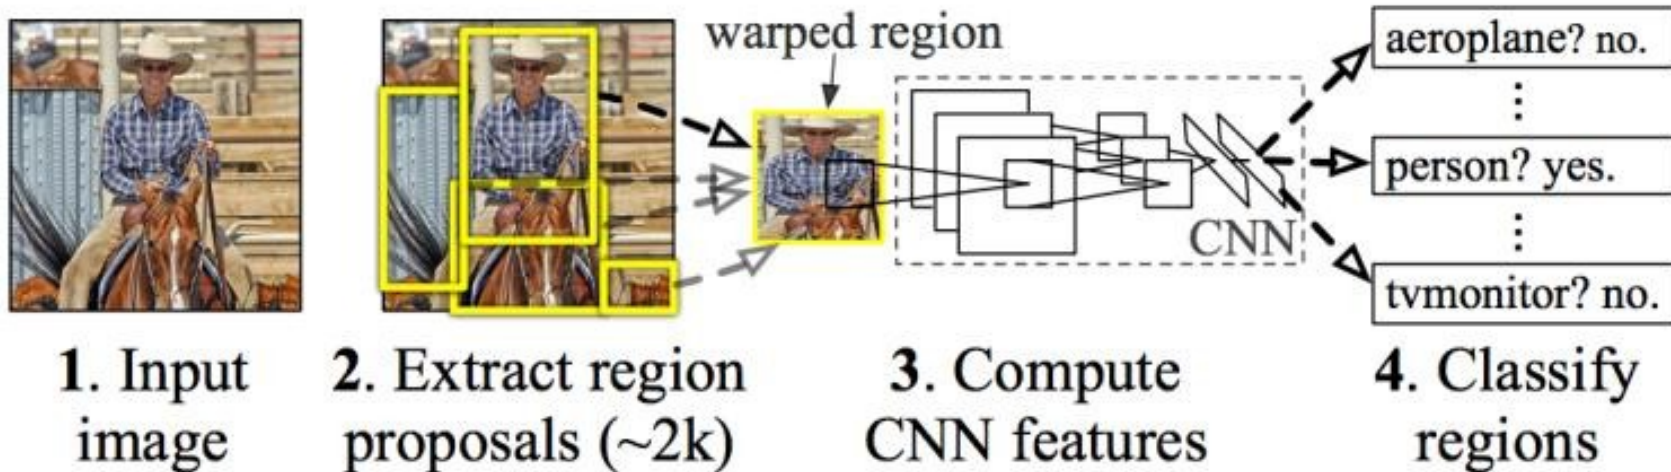 warped region
aeroplane? no.
person? yes.
CNN
tvmonitor? no.
1. Input
image
2. Extract region
proposals (~2k)
3. Compute
CNN features
4. Classify
regions